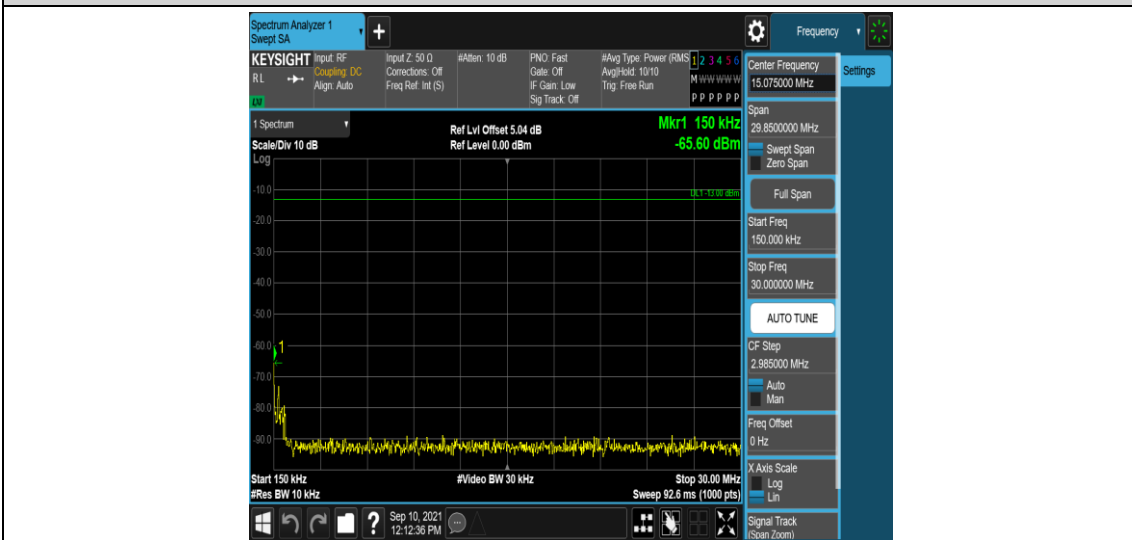 Spectrum Analyzer 1
Swept SA
+
Frequency
KEYSIGHT
RL
LXI
Input: RF
Coupling: DC
Align: Auto
Input Z: 50 Ω
Corrections: Off
Freq Ref: Int (S)
#Atten: 10 dB
PNO: Fast
Gate: Off
IF Gain: Low
Sig Track: Off
#Avg Type: Power (RMS
Avg|Hold: 10/10
Trig: Free Run
1 2 3 4 5 6
M W W W W W
P P P P P P
1 Spectrum
Scale/Div 10 dB
Log
Ref Lvl Offset 5.04 dB
Ref Level 0.00 dBm
Mkr1 150 kHz
-65.60 dBm
DL1 -13.00 dBm
-10.0
-20.0
-30.0
-40.0
-50.0
-60.0
1
-70.0
-80.0
-90.0
Start 150 kHz
#Res BW 10 kHz
#Video BW 30 kHz
Stop 30.00 MHz
Sweep 92.6 ms (1000 pts)
?
Sep 10, 2021
12:12:36 PM
Center Frequency
15.075000 MHz
Settings
Span
29.8500000 MHz
Swept Span
Zero Span
Full Span
Start Freq
150.000 kHz
Stop Freq
30.000000 MHz
AUTO TUNE
CF Step
2.985000 MHz
Auto
Man
Freq Offset
0 Hz
X Axis Scale
Log
Lin
Signal Track
(Span Zoom)